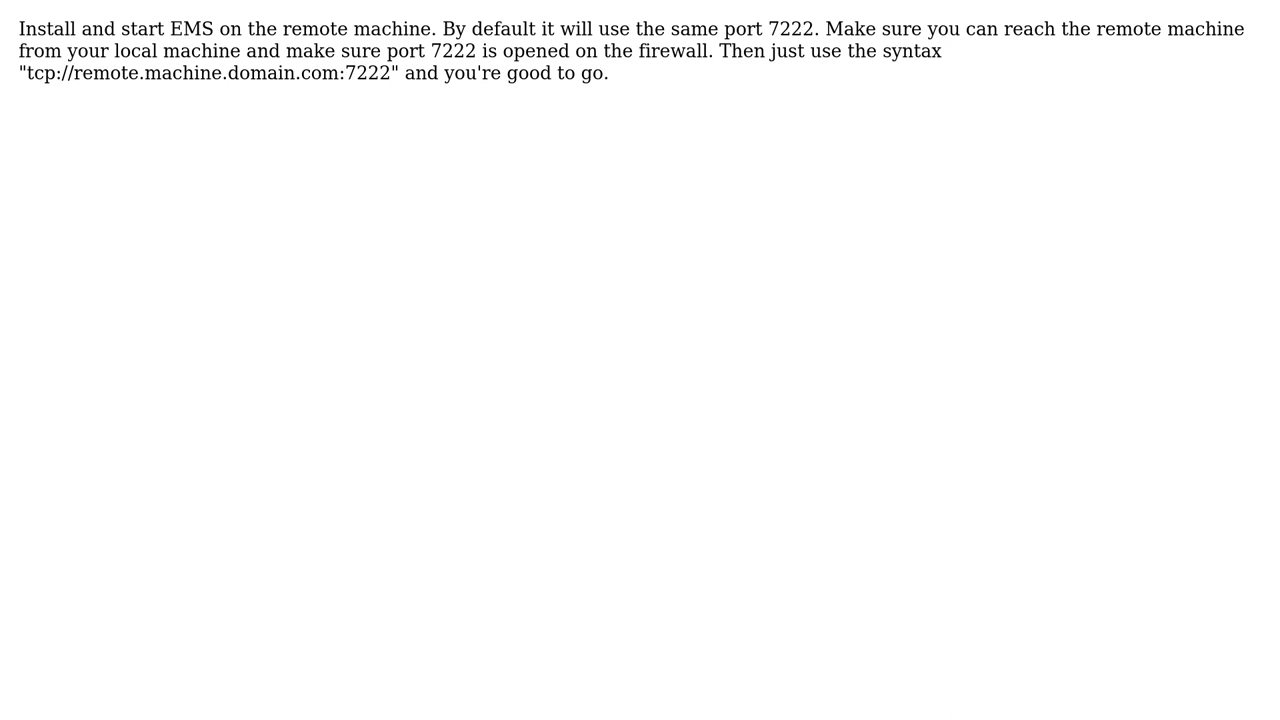 Install and start EMS on the remote machine. By default it will use the same port 7222. Make sure you can reach the remote machine
from your local machine and make sure port 7222 is opened on the firewall. Then just use the syntax
"tcp://remote.machine.domain.com:7222" and you're good to go.